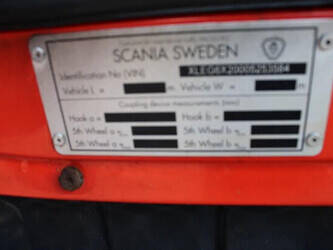 SCANIA SWEDEN
Identification No (VIN) XLEG6X20005253564
Vehicle L = m Vehicle W = m
Coupling device measurements (mm)
Hook a = Hook b =
5th Wheel a = 5th Wheel b =
5th Wheel a = 5th Wheel b =